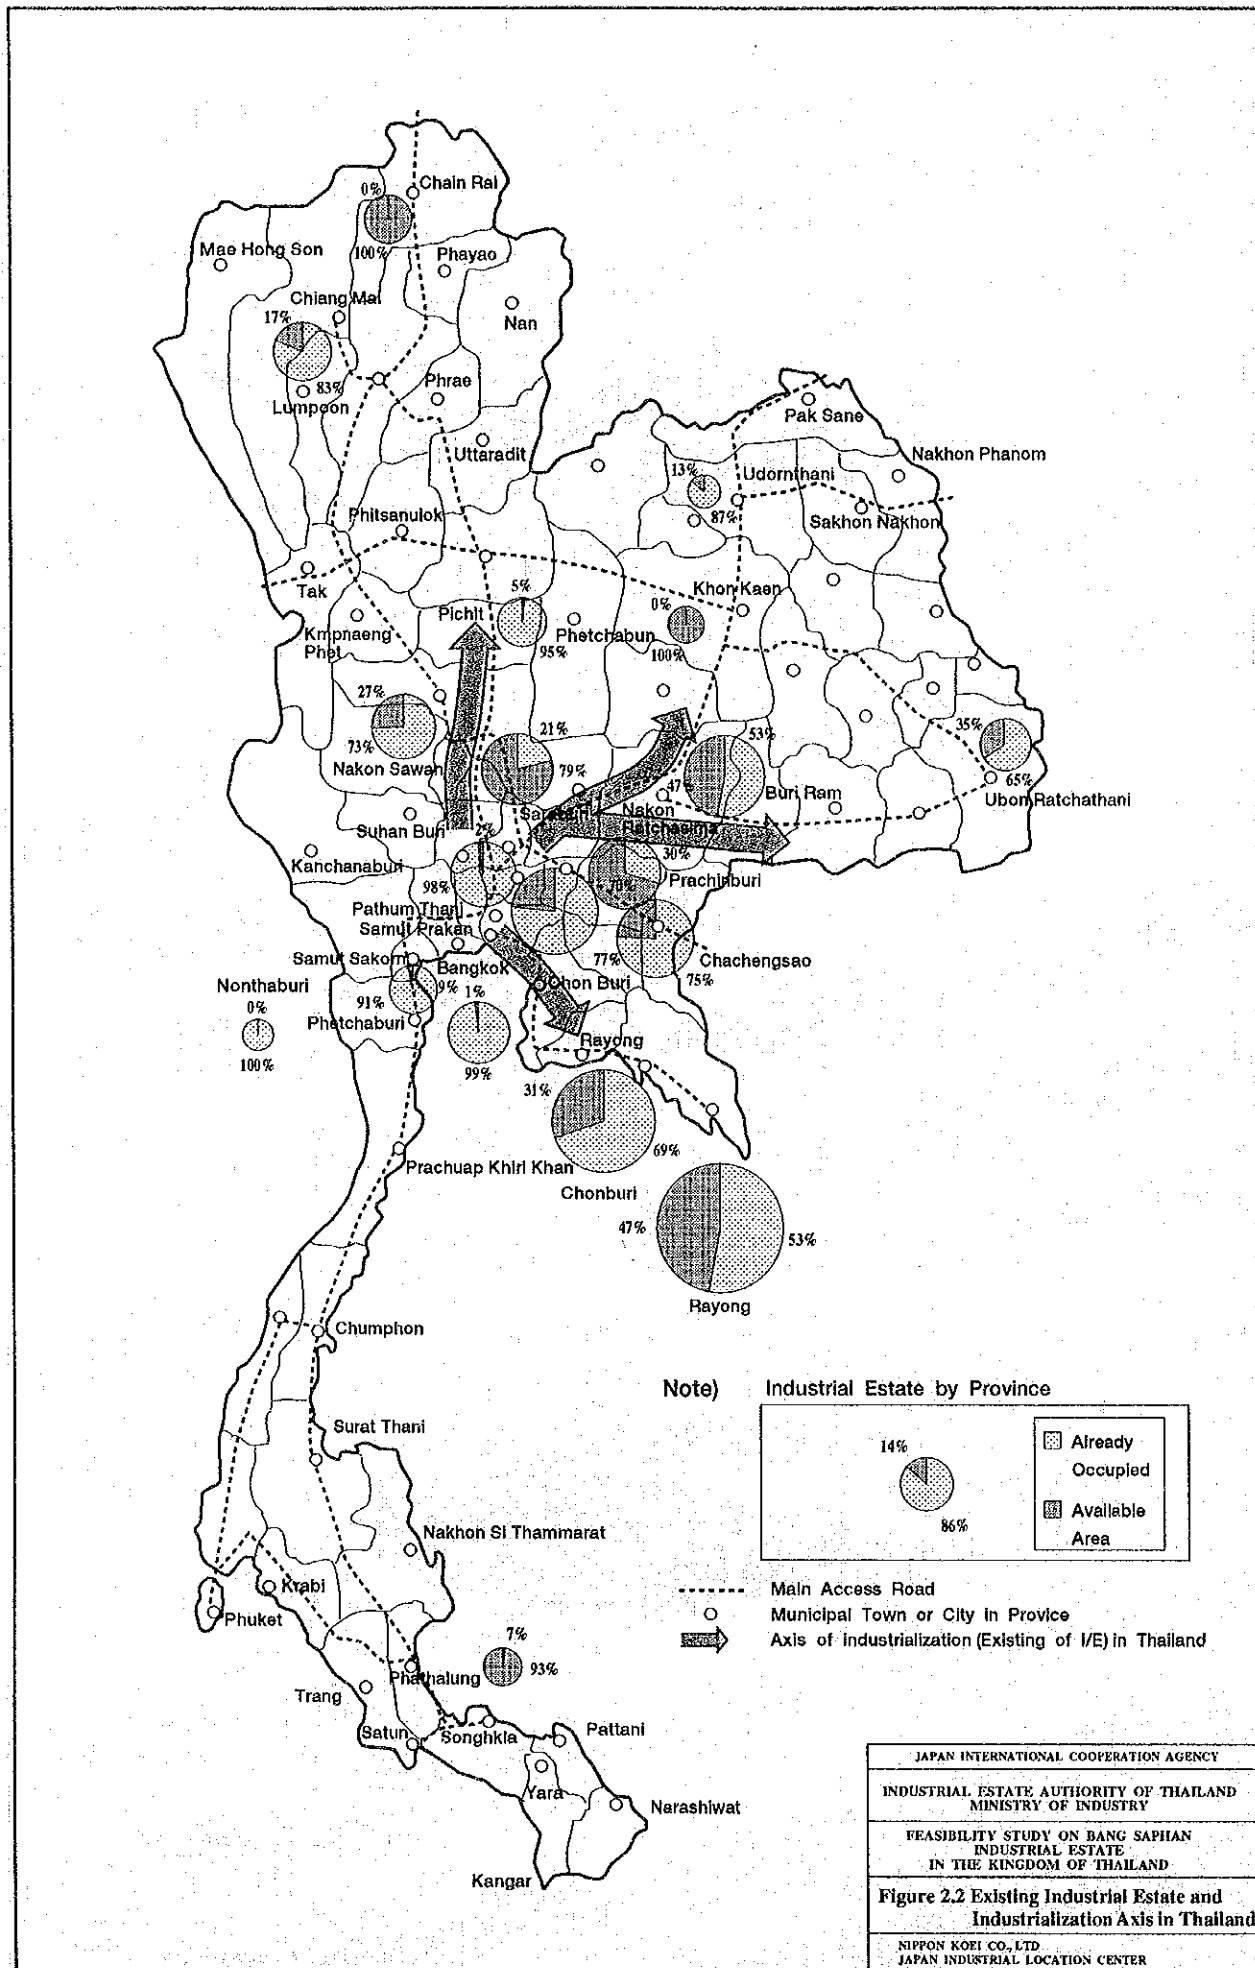 Chain Rai
0%
100%
Mae Hong Son
Phayao
Chiang Mai
Nan
17%
83%
Lumpoon
Phrae
Uttaradit
Pak Sane
Nakhon Phanom
13%
Udornthani
87%
Sakhon Nakhon
Phitsanulok
Tak
5%
Khon Kaen
Pichit
0%
Kmpnaeng
Phet
Phetchabun
95%
100%
27%
21%
53%
35%
73%
79%
Nakon Sawan
47%
Buri Ram
65%
Ubon Ratchathani
Saraburi
Nakon
Ratchasima
Suhan Buri
2%
Kanchanaburi
30%
Prachinburi
98%
70%
Pathum Thani
Samut Prakan
77%
Chachengsao
75%
Samut Sakorn
Bangkok
Nonthaburi
9%
91%
1%
Chon Buri
0%
Phetchaburi
100%
99%
Rayong
31%
69%
Prachuap Khiri Khan
Chonburi
47%
53%
Rayong
Chumphon
Note) Industrial Estate by Province
Surat Thani
14%
86%
Already
Occupied
Available
Area
Nakhon Si Thammarat
Krabi
Phuket
Main Access Road
Municipal Town or City in Provice
Axis of industrialization (Existing of I/E) in Thailand
7%
93%
Phathalung
Trang
Satun
Songhkla
Pattani
Yara
Narashiwat
Kangar
JAPAN INTERNATIONAL COOPERATION AGENCY
INDUSTRIAL ESTATE AUTHORITY OF THAILAND
MINISTRY OF INDUSTRY
FEASIBILITY STUDY ON BANG SAPHAN
INDUSTRIAL ESTATE
IN THE KINGDOM OF THAILAND
Figure 2.2 Existing Industrial Estate and
Industrialization Axis in Thailand
NIPPON KOEI CO., LTD
JAPAN INDUSTRIAL LOCATION CENTER